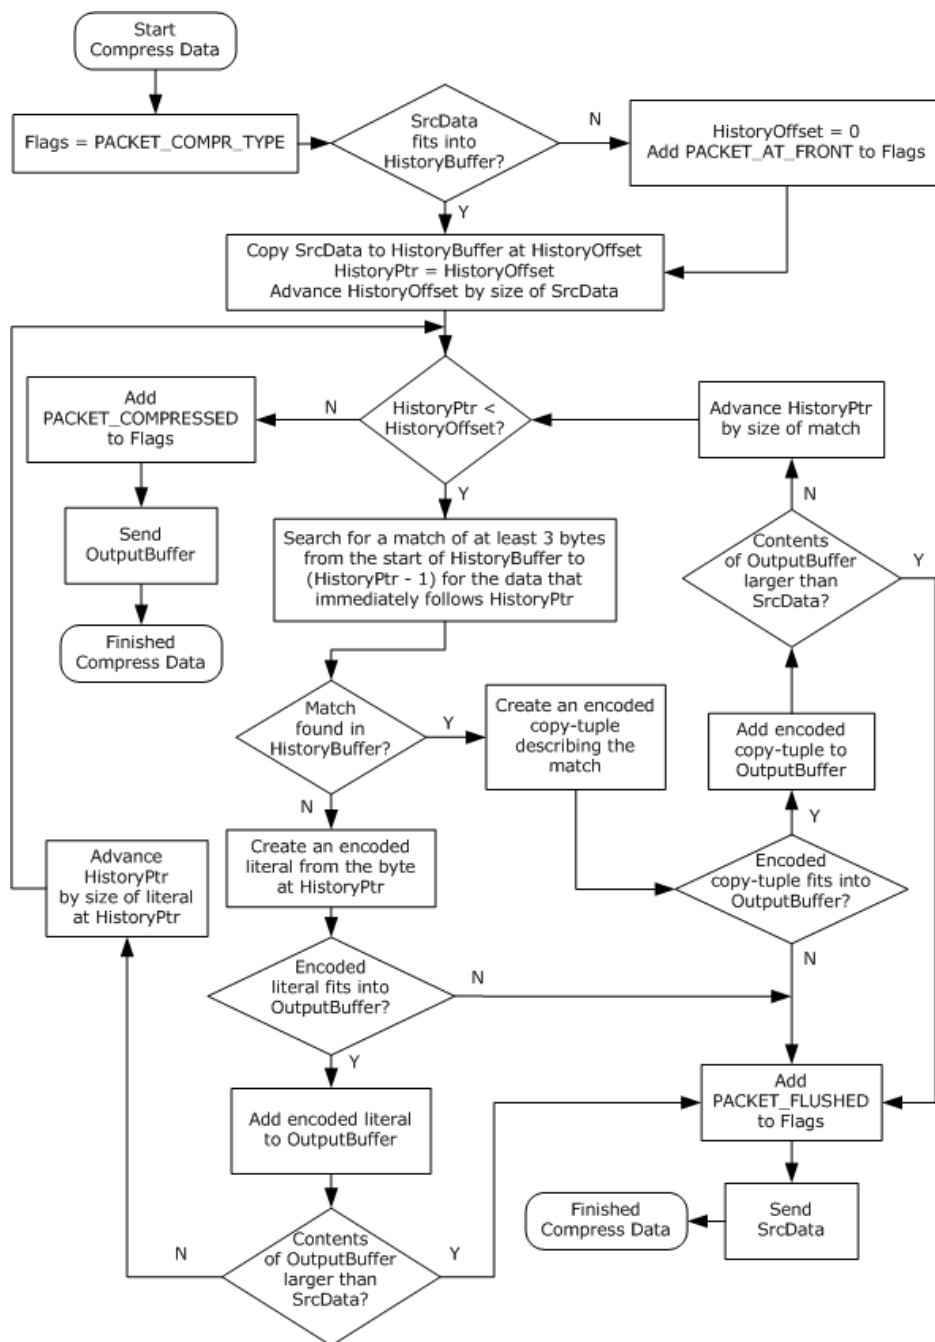 Start
Compress Data
Flags = PACKET_COMPR_TYPE
SrcData
fits into
HistoryBuffer?
N
HistoryOffset = 0
Add PACKET_AT_FRONT to Flags
Y
Copy SrcData to HistoryBuffer at HistoryOffset
HistoryPtr = HistoryOffset
Advance HistoryOffset by size of SrcData
HistoryPtr <
HistoryOffset?
N
Add
PACKET_COMPRESSED
to Flags
Send
OutputBuffer
Finished
Compress Data
Y
Search for a match of at least 3 bytes
from the start of HistoryBuffer to
(HistoryPtr - 1) for the data that
immediately follows HistoryPtr
Advance HistoryPtr
by size of match
N
Contents
of OutputBuffer
larger than
SrcData?
Y
Match
found in
HistoryBuffer?
Y
Create an encoded
copy-tuple
describing the
match
Add encoded
copy-tuple to
OutputBuffer
Y
Encoded
copy-tuple fits into
OutputBuffer?
N
N
Create an encoded
literal from the byte
at HistoryPtr
Advance
HistoryPtr
by size of literal
at HistoryPtr
Encoded
literal fits into
OutputBuffer?
N
Y
Add encoded literal
to OutputBuffer
Add
PACKET_FLUSHED
to Flags
Contents
of OutputBuffer
larger than
SrcData?
N
Y
Send
SrcData
Finished
Compress Data